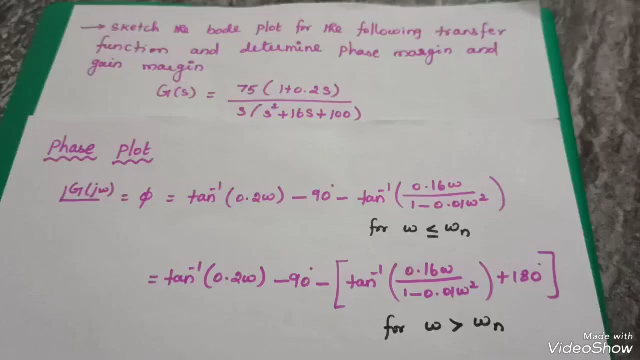 → sketch the bode plot for the following transfer
function and determine phase margin and
gain margin
G(s) = 75(1+0.2s) / s(s²+16s+100)
Phase Plot
∠G(jω) = φ = tan⁻¹(0.2ω) − 90° − tan⁻¹(0.16ω / 1−0.01ω²)
for ω ≤ ωn
= tan⁻¹(0.2ω) − 90° − [tan⁻¹(0.16ω / 1−0.01ω²) + 180°]
for ω > ωn
Made with
VideoShow